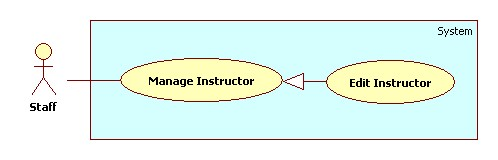 System
Manage Instructor
Edit Instructor
Staff